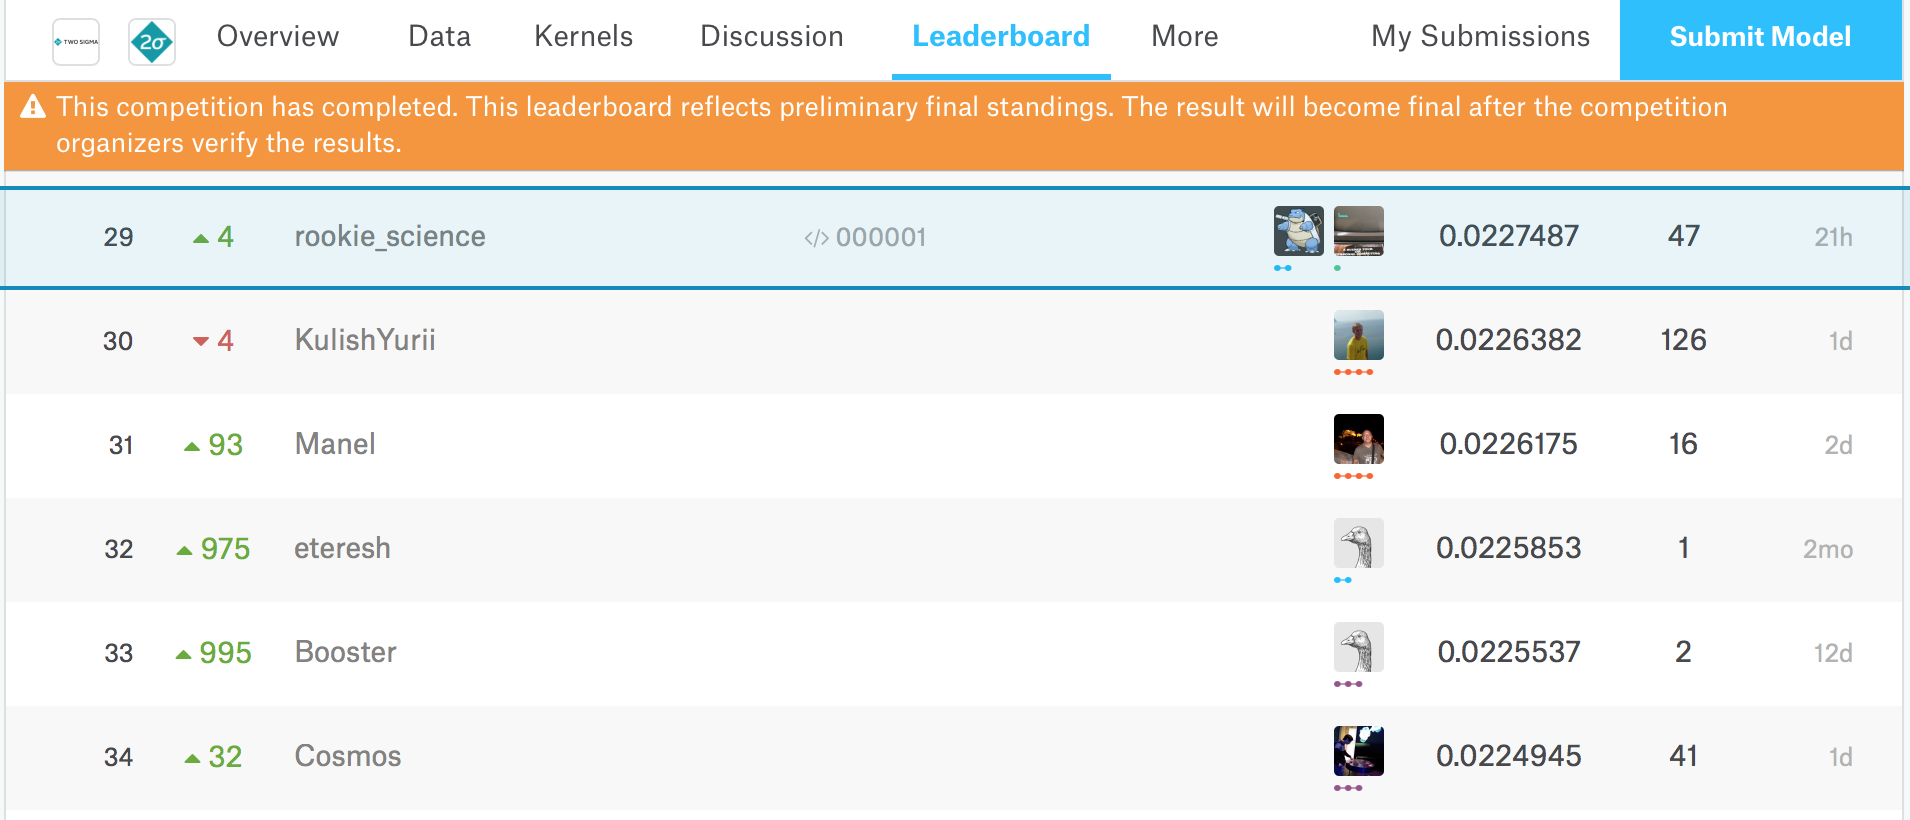 TWO SIGMA
2σ
Overview
Data
Kernels
Discussion
Leaderboard
More
My Submissions
Submit Model
This competition has completed. This leaderboard reflects preliminary final standings. The result will become final after the competition
organizers verify the results.
29 ▲ 4 rookie_science </> 000001 0.0227487 47 21h
30 ▼ 4 KulishYurii 0.0226382 126 1d
31 ▲ 93 Manel 0.0226175 16 2d
32 ▲ 975 eteresh 0.0225853 1 2mo
33 ▲ 995 Booster 0.0225537 2 12d
34 ▲ 32 Cosmos 0.0224945 41 1d